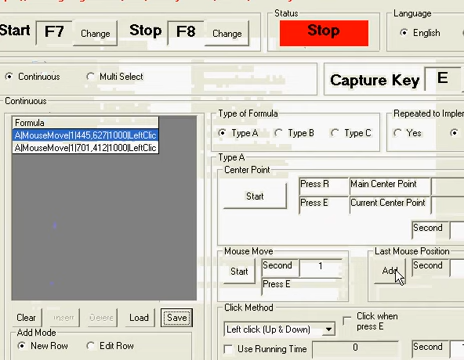 Start F7 Change Stop F8 Change
Status
Stop
Language
English
Continuous Multi Select
Capture Key E
Continuous
Formula
A|MouseMove|1|445,627|1000|LeftClic
A|MouseMove|1|701,412|1000|LeftClic
Type of Formula
Type A Type B Type C
Repeated to Implem
Yes
Type A
Center Point
Start
Press R Main Center Point
Press E Current Center Point
Second
Mouse Move
Start
Second 1
Press E
Last Mouse Position
Add
Second
Clear Insert Delete Load Save
Add Mode
New Row Edit Row
Click Method
Left click (Up & Down)
Click when
press E
Use Running Time 0
Second